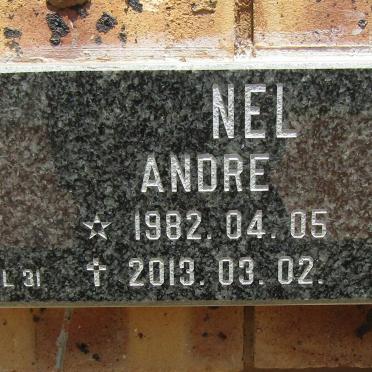 NEL
ANDRE
☆ 1982. 04. 05
L 31 ✝ 2013. 03. 02.